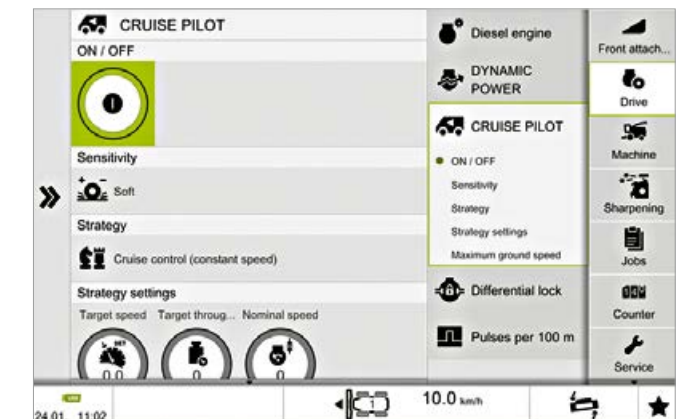 CRUISE PILOT
ON / OFF
Sensitivity
Soft
Strategy
Cruise control (constant speed)
Strategy settings
Target speed Target throug... Nominal speed
SET
0.0 0 0
Diesel engine
DYNAMIC
POWER
CRUISE PILOT
ON / OFF
Sensitivity
Strategy
Strategy settings
Maximum ground speed
Differential lock
Pulses per 100 m
Front attach...
Drive
Machine
Sharpening
Jobs
Counter
Service
24.01 11:02
1
10.0 km/h